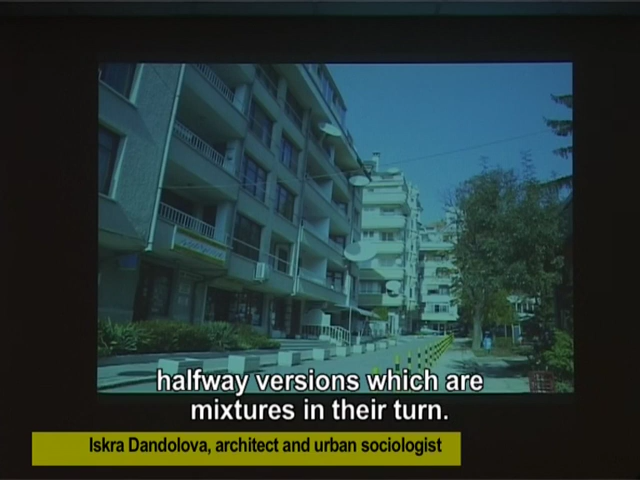 halfway versions which are
mixtures in their turn.
Iskra Dandolova, architect and urban sociologist